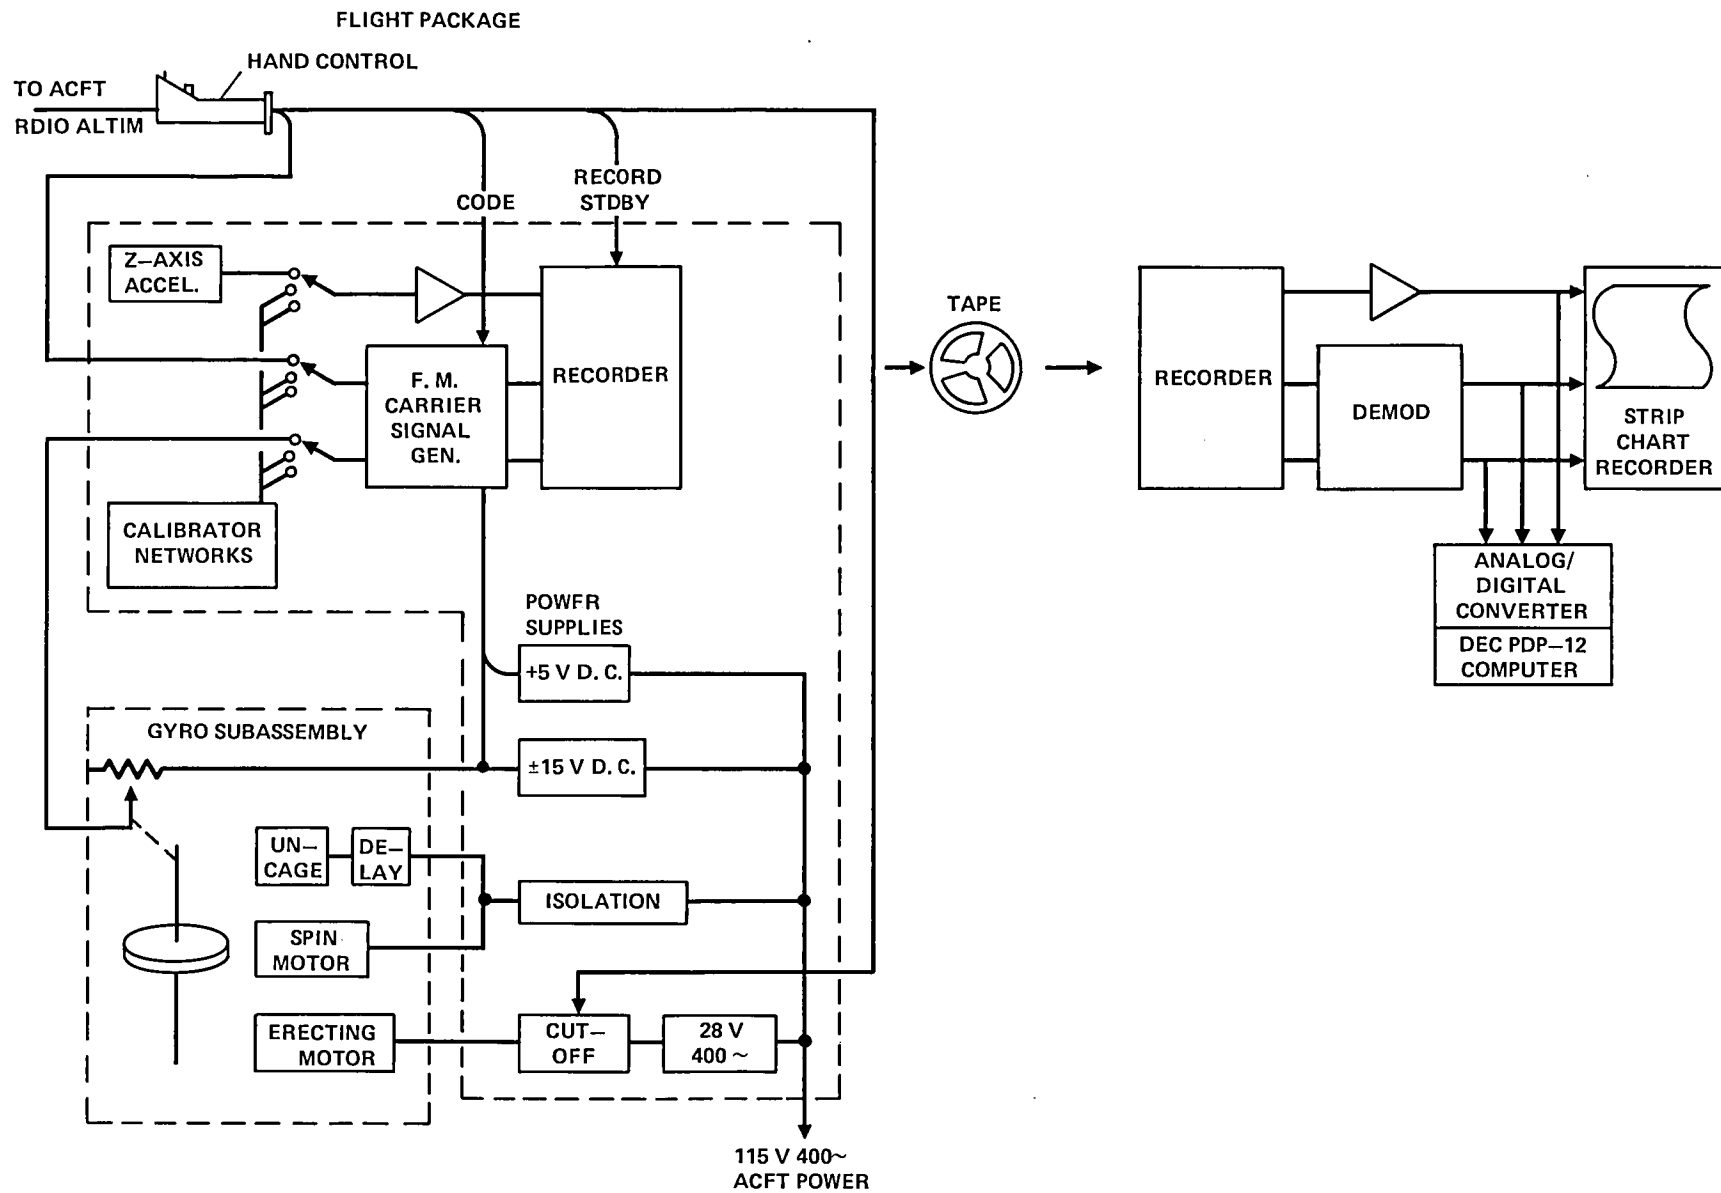 FLIGHT PACKAGE
HAND CONTROL
TO ACFT
RDIO ALTIM
CODE
RECORD
STDBY
Z–AXIS
ACCEL.
F. M.
CARRIER
SIGNAL
GEN.
RECORDER
CALIBRATOR
NETWORKS
POWFR
SUPPLIES
+5 V D. C.
±15 V D. C.
GYRO SUBASSEMBLY
UN–
CAGE
DE–
LAY
ISOLATION
SPIN
MOTOR
ERECTING
MOTOR
CUT–
OFF
28 V
400 ~
115 V 400~
ACFT POWER
TAPE
RECORDER
DEMOD
STRIP
CHART
RECORDER
ANALOG/
DIGITAL
CONVERTER
DEC PDP–12
COMPUTER